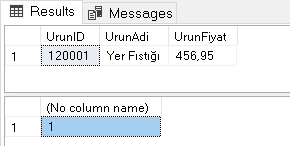 Results Messages
UrunID UrunAdi UrunFiyat
1 120001 Yer Fıstığı 456,95
(No column name)
1 1